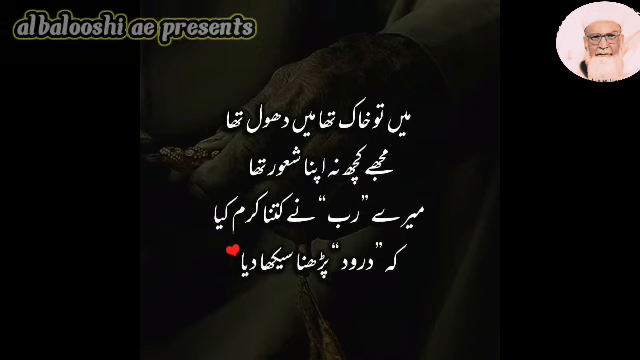 albalooshi ae presents
میں تو خاک تھا میں دھول تھا
مجھے کچھ نہ اپنا شعور تھا
میرے ”رب“ نے کتنا کرم کیا
کہ ”درود“ پڑھنا سیکھا دیا